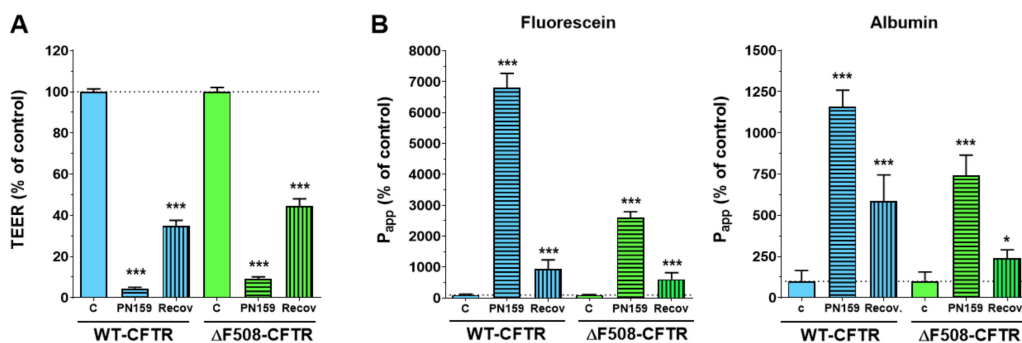 A
TEER (% of control)
120
100
80
60
40
20
0
***
***
***
***
C
PN159
Recov
C
PN159
Recov
WT-CFTR
ΔF508-CFTR
B
Fluorescein
Papp (% of control)
8000
7000
6000
5000
4000
3000
2000
1000
0
***
***
***
***
C
PN159
Recov
C
PN159
Recov
WT-CFTR
ΔF508-CFTR
Albumin
Papp (% of control)
1500
1250
1000
750
500
250
0
***
***
***
*
c
PN159
Recov.
c
PN159
Recov
WT-CFTR
ΔF508-CFTR